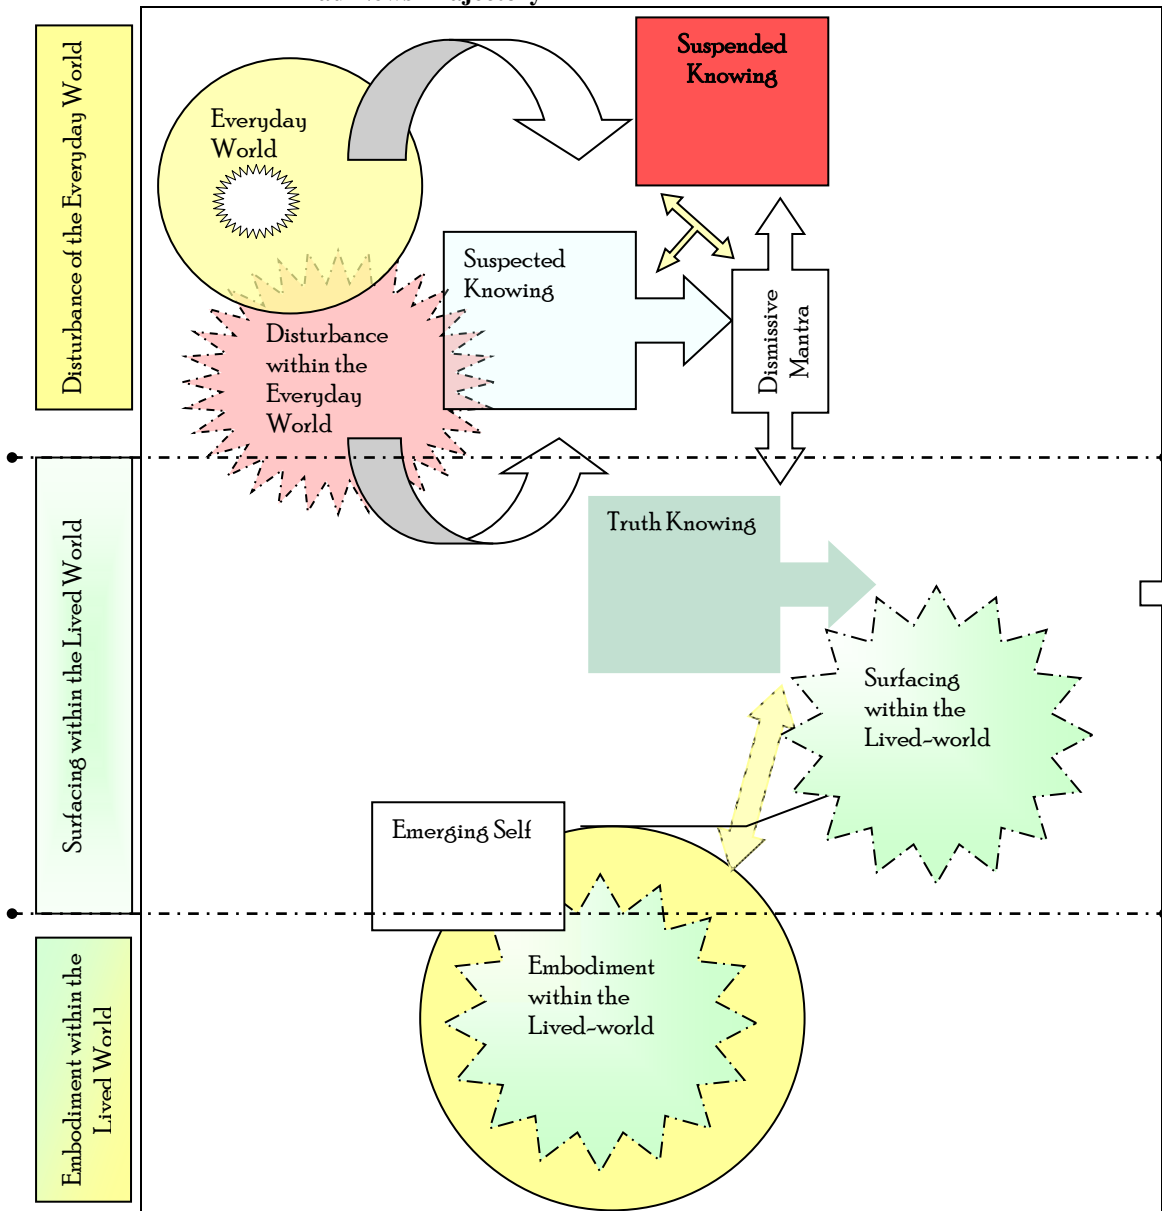 Disturbance of the Everyday World
Everyday
World
Suspended
Knowing
Suspected
Knowing
Disturbance
within the
Everyday
World
Dismissive
Mantra
Surfacing within the Lived World
Truth Knowing
Surfacing
within the
Lived-world
Emerging Self
Embodiment within the
Lived World
Embodiment
within the
Lived-world